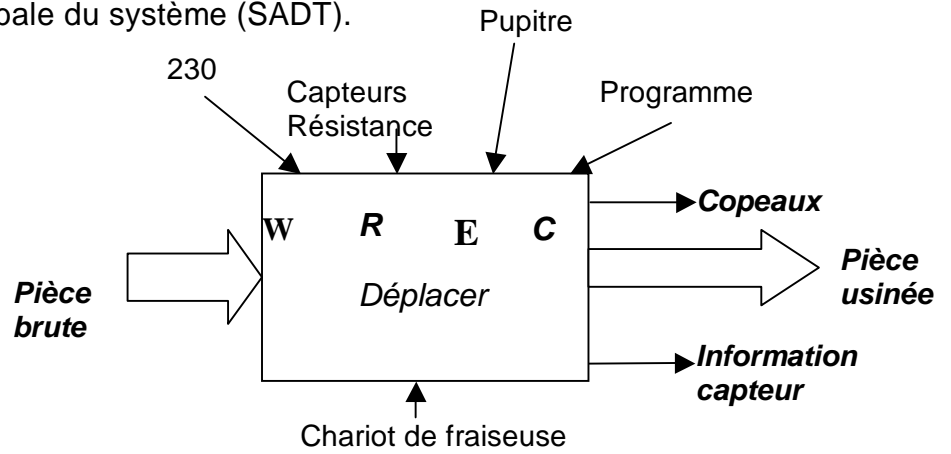 pale du système (SADT).
Pupitre
230
Capteurs
Résistance
Programme
W R E C
Copeaux
Déplacer
Pièce
brute
Pièce
usinée
Information
capteur
Chariot de fraiseuse